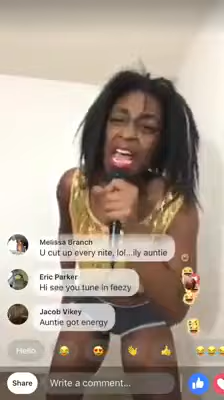 Melissa Branch
U cut up every nite, lol...ily auntie
Eric Parker
Hi see you tune in feezy
Jacob Vikey
Auntie got energy
Hello
Share
Write a comment...